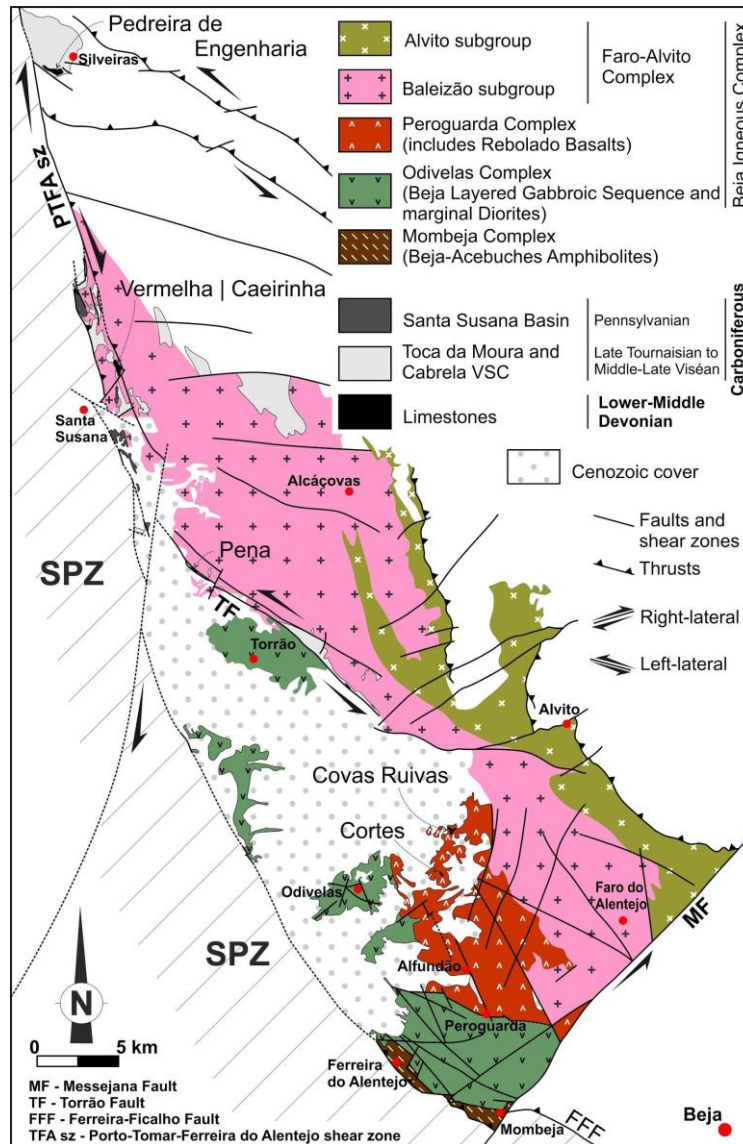 Pedreira de
Engenharia
Silveiras
PTFA sz
Vermelha | Caeirinha
Santa
Susana
SPZ
Alcáçovas
Pena
TF
Torrão
Alvito
Covas Ruivas
Cortes
Odivelas
SPZ
Faro do
Alentejo
MF
Alfundão
Peroguarda
Ferreira
do Alentejo
Mombeja
FFF
Beja
Alvito subgroup
Baleizão subgroup
Faro-Alvito
Complex
Peroguarda Complex
(includes Rebolado Basalts)
Odivelas Complex
(Beja Layered Gabbroic Sequence and
marginal Diorites)
Mombeja Complex
(Beja-Acebuches Amphibolites)
Beja Igneous Complex
Santa Susana Basin
Pennsylvanian
Toca da Moura and
Cabrela VSC
Late Tournaisian to
Middle-Late Viséan
Carboniferous
Limestones
Lower-Middle
Devonian
Cenozoic cover
Faults and
shear zones
Thrusts
Right-lateral
Left-lateral
N
0 5 km
MF - Messejana Fault
TF - Torrão Fault
FFF - Ferreira-Ficalho Fault
TFA sz - Porto-Tomar-Ferreira do Alentejo shear zone